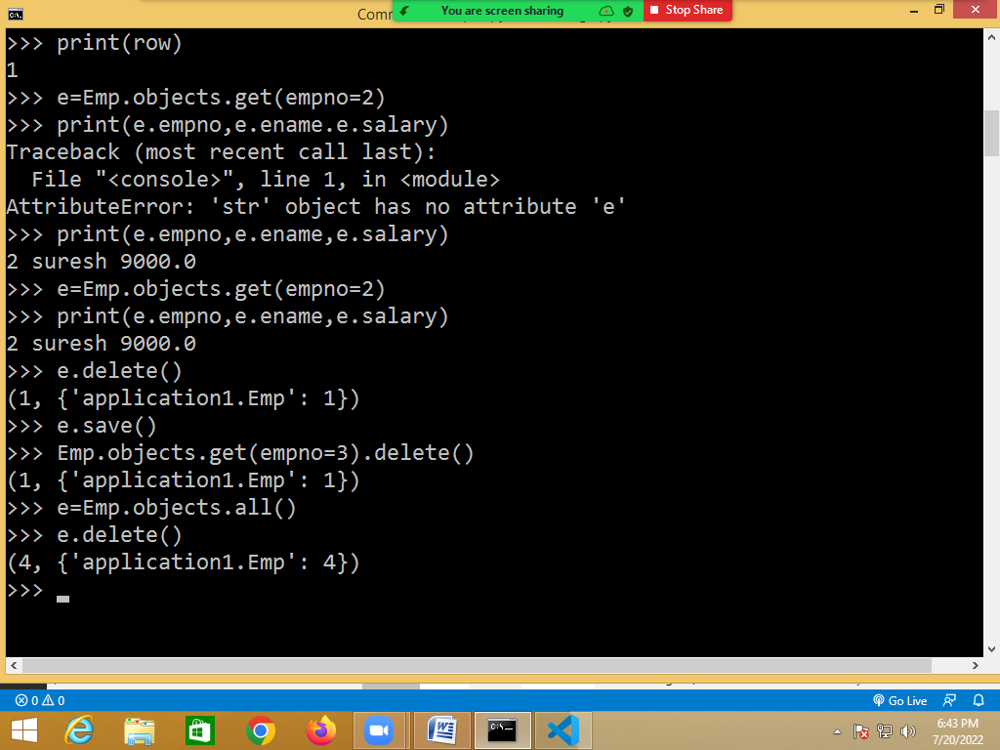 Comm
You are screen sharing
Stop Share
>>> print(row)
1
>>> e=Emp.objects.get(empno=2)
>>> print(e.empno,e.ename.e.salary)
Traceback (most recent call last):
  File "<console>", line 1, in <module>
AttributeError: 'str' object has no attribute 'e'
>>> print(e.empno,e.ename,e.salary)
2 suresh 9000.0
>>> e=Emp.objects.get(empno=2)
>>> print(e.empno,e.ename,e.salary)
2 suresh 9000.0
>>> e.delete()
(1, {'application1.Emp': 1})
>>> e.save()
>>> Emp.objects.get(empno=3).delete()
(1, {'application1.Emp': 1})
>>> e=Emp.objects.all()
>>> e.delete()
(4, {'application1.Emp': 4})
>>>
0 0 Go Live
6:43 PM
7/20/2022